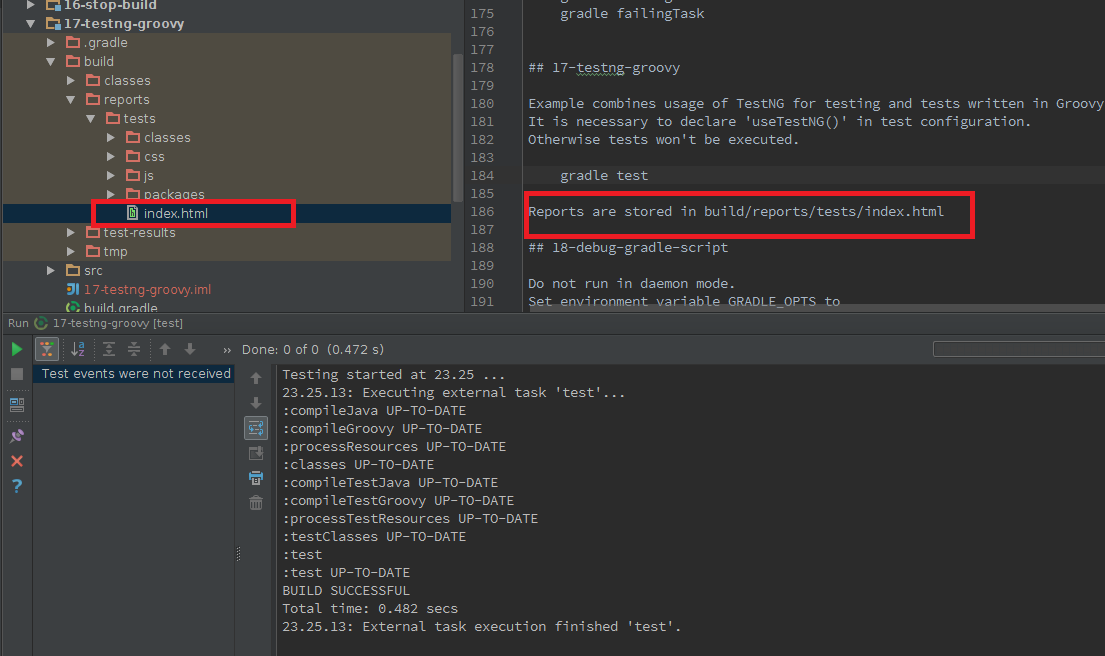 16-stop-build
17-testng-groovy
.gradle
build
classes
reports
tests
classes
css
js
packages
index.html
test-results
tmp
src
17-testng-groovy.iml
build.gradle
175
176
177
178
179
180
181
182
183
184
185
186
187
188
189
190
191
gradle failingTask
## 17-testng-groovy
Example combines usage of TestNG for testing and tests written in Groovy
It is necessary to declare 'useTestNG()' in test configuration.
Otherwise tests won't be executed.
gradle test
Reports are stored in build/reports/tests/index.html
## 18-debug-gradle-script
Do not run in daemon mode.
Set environment variable GRADLE_OPTS to
Run 17-testng-groovy [test]
» Done: 0 of 0 (0.472 s)
Test events were not received
Testing started at 23.25 ...
23.25.13: Executing external task 'test'...
:compileJava UP-TO-DATE
:compileGroovy UP-TO-DATE
:processResources UP-TO-DATE
:classes UP-TO-DATE
:compileTestJava UP-TO-DATE
:compileTestGroovy UP-TO-DATE
:processTestResources UP-TO-DATE
:testClasses UP-TO-DATE
:test
:test UP-TO-DATE
BUILD SUCCESSFUL
Total time: 0.482 secs
23.25.13: External task execution finished 'test'.